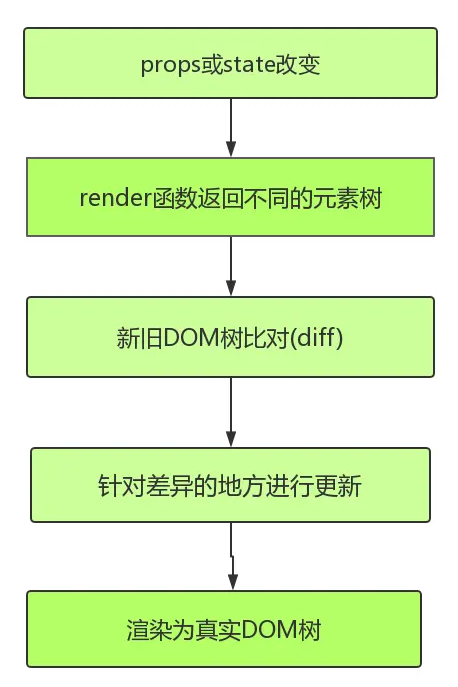 props或state改变
render函数返回不同的元素树
新旧DOM树比对(diff)
针对差异的地方进行更新
渲染为真实DOM树